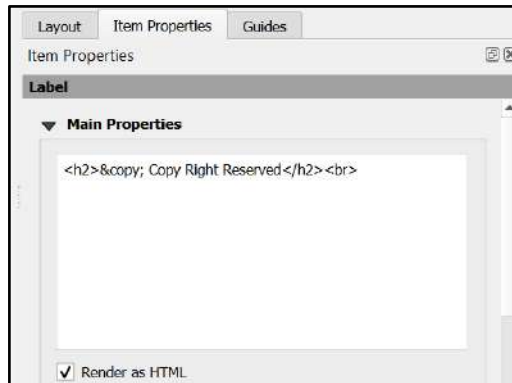 Layout Item Properties Guides
Item Properties
Label
Main Properties
<h2>&copy; Copy Right Reserved</h2><br>
Render as HTML